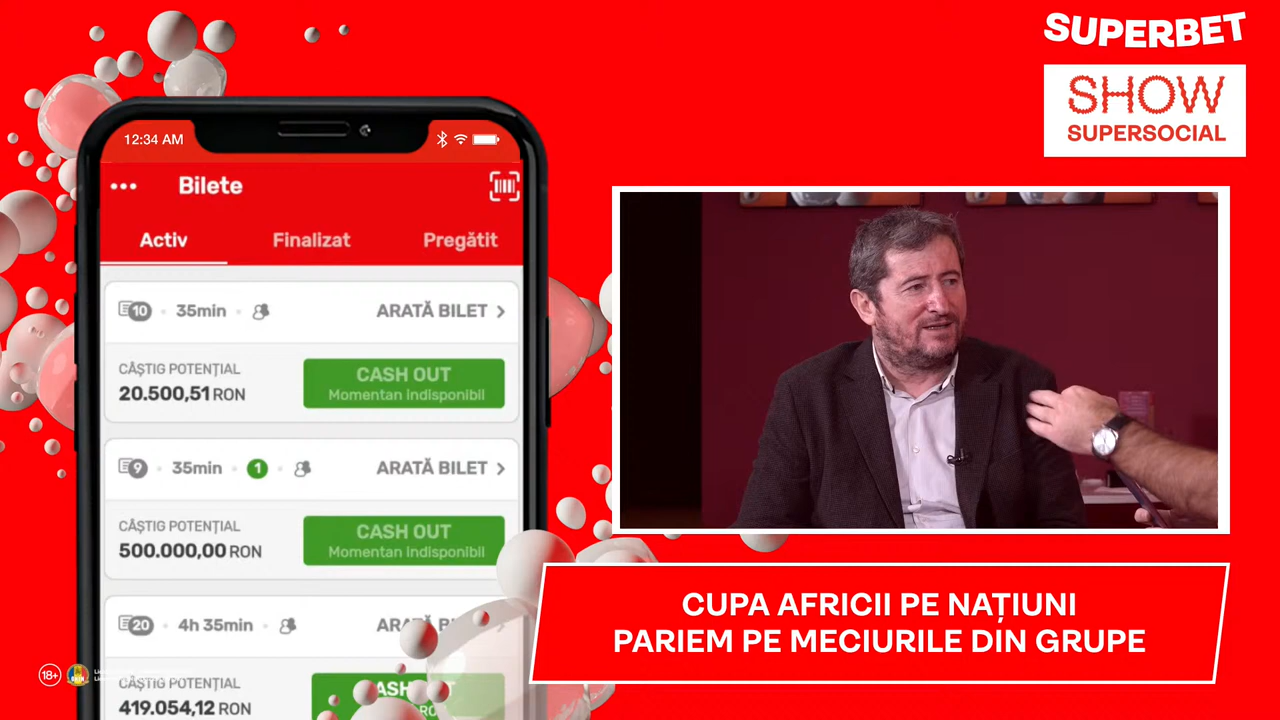 SUPERBET
SHOW
SUPERSOCIAL
12:34 AM
Bilete
Activ
Finalizat
Pregătit
10 • 35min •
ARATĂ BILET
CÂȘTIG POTENȚIAL
20.500,51 RON
CASH OUT
Momentan indisponibil
9 • 35min • 1 •
ARATĂ BILET
CÂȘTIG POTENȚIAL
500.000,00 RON
CASH OUT
Momentan indisponibil
20 • 4h 35min •
CÂȘTIG POTENȚIAL
419.054,12 RON
CUPA AFRICII PE NAȚIUNI
PARIEM PE MECIURILE DIN GRUPE
18+